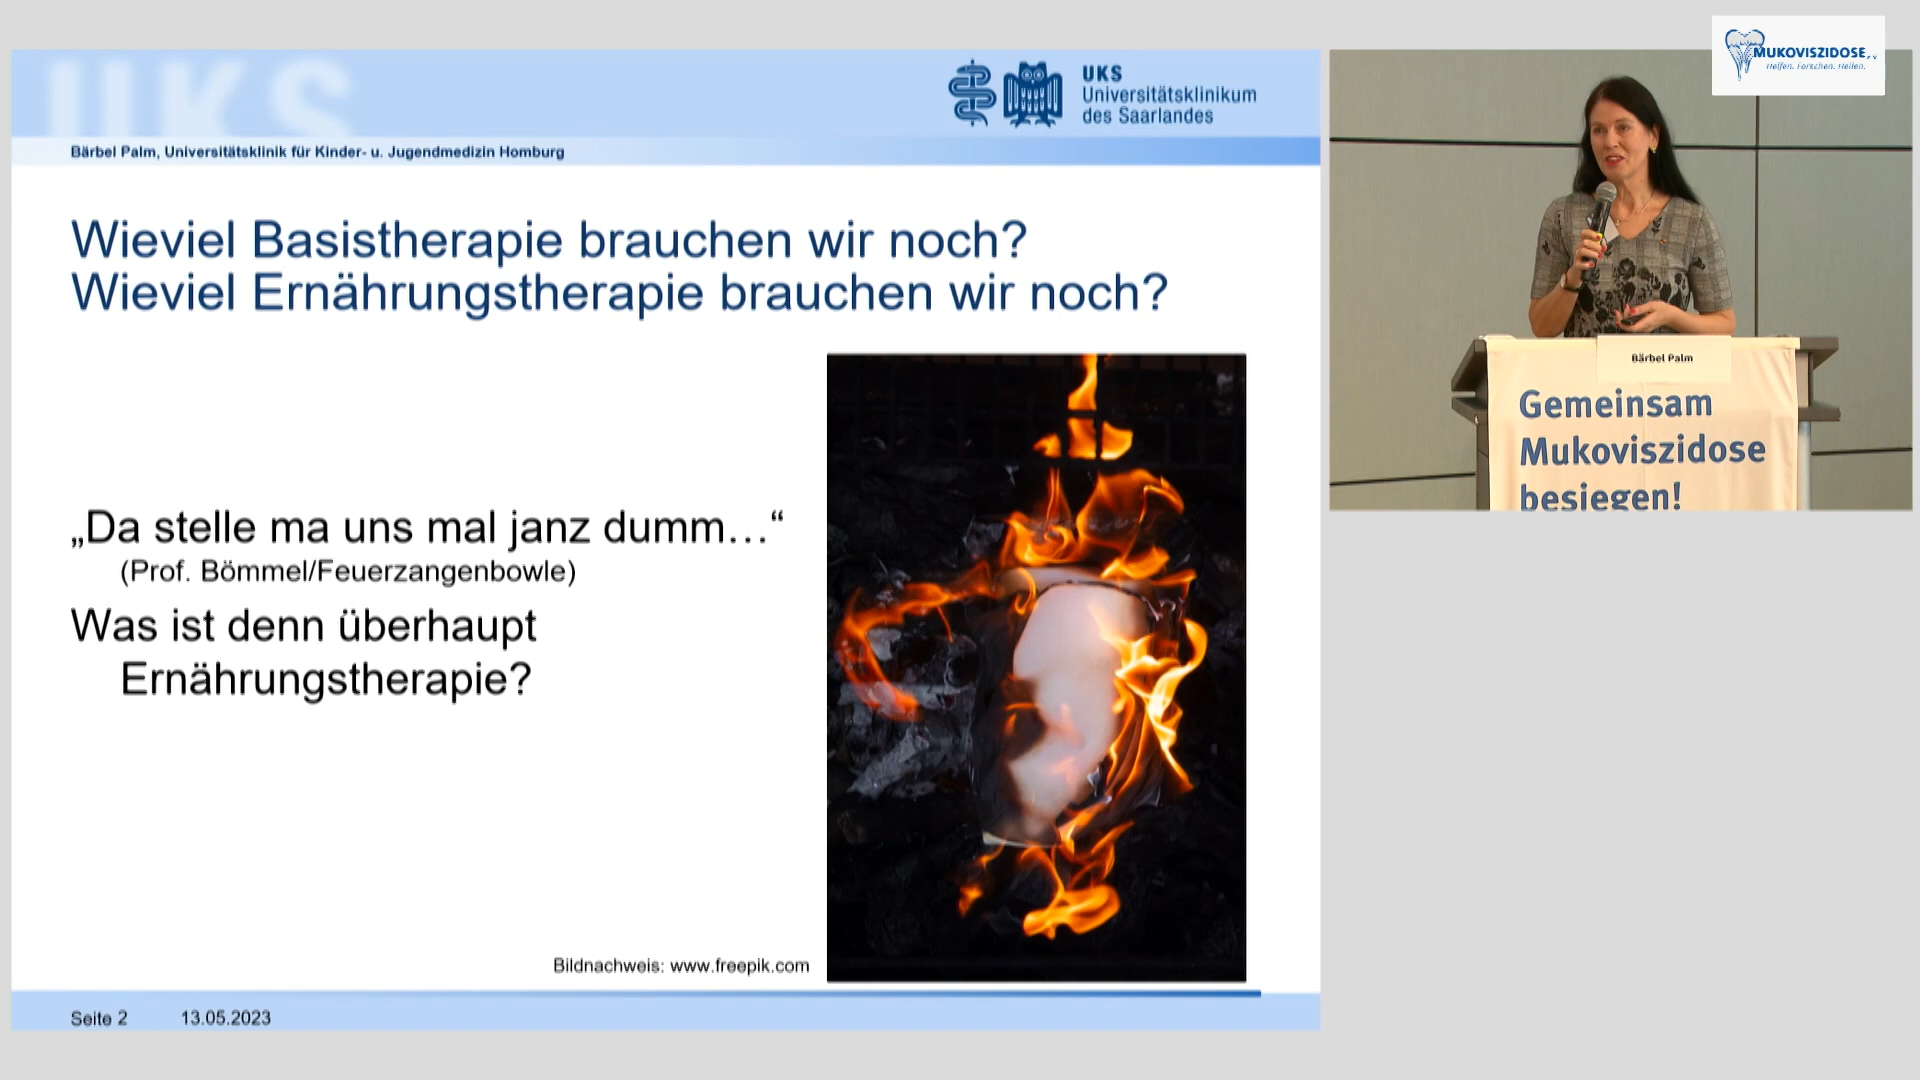 UKS
UKS
Universitätsklinikum
des Saarlandes
Bärbel Palm, Universitätsklinik für Kinder- u. Jugendmedizin Homburg
Wieviel Basistherapie brauchen wir noch?
Wieviel Ernährungstherapie brauchen wir noch?
„Da stelle ma uns mal janz dumm…“
(Prof. Bömmel/Feuerzangenbowle)
Was ist denn überhaupt
Ernährungstherapie?
Bildnachweis: www.freepik.com
Seite 2
13.05.2023
MUKOVISZIDOSE e.V.
Helfen. Forschen. Heilen.
Bärbel Palm
Gemeinsam
Mukoviszidose
besiegen!